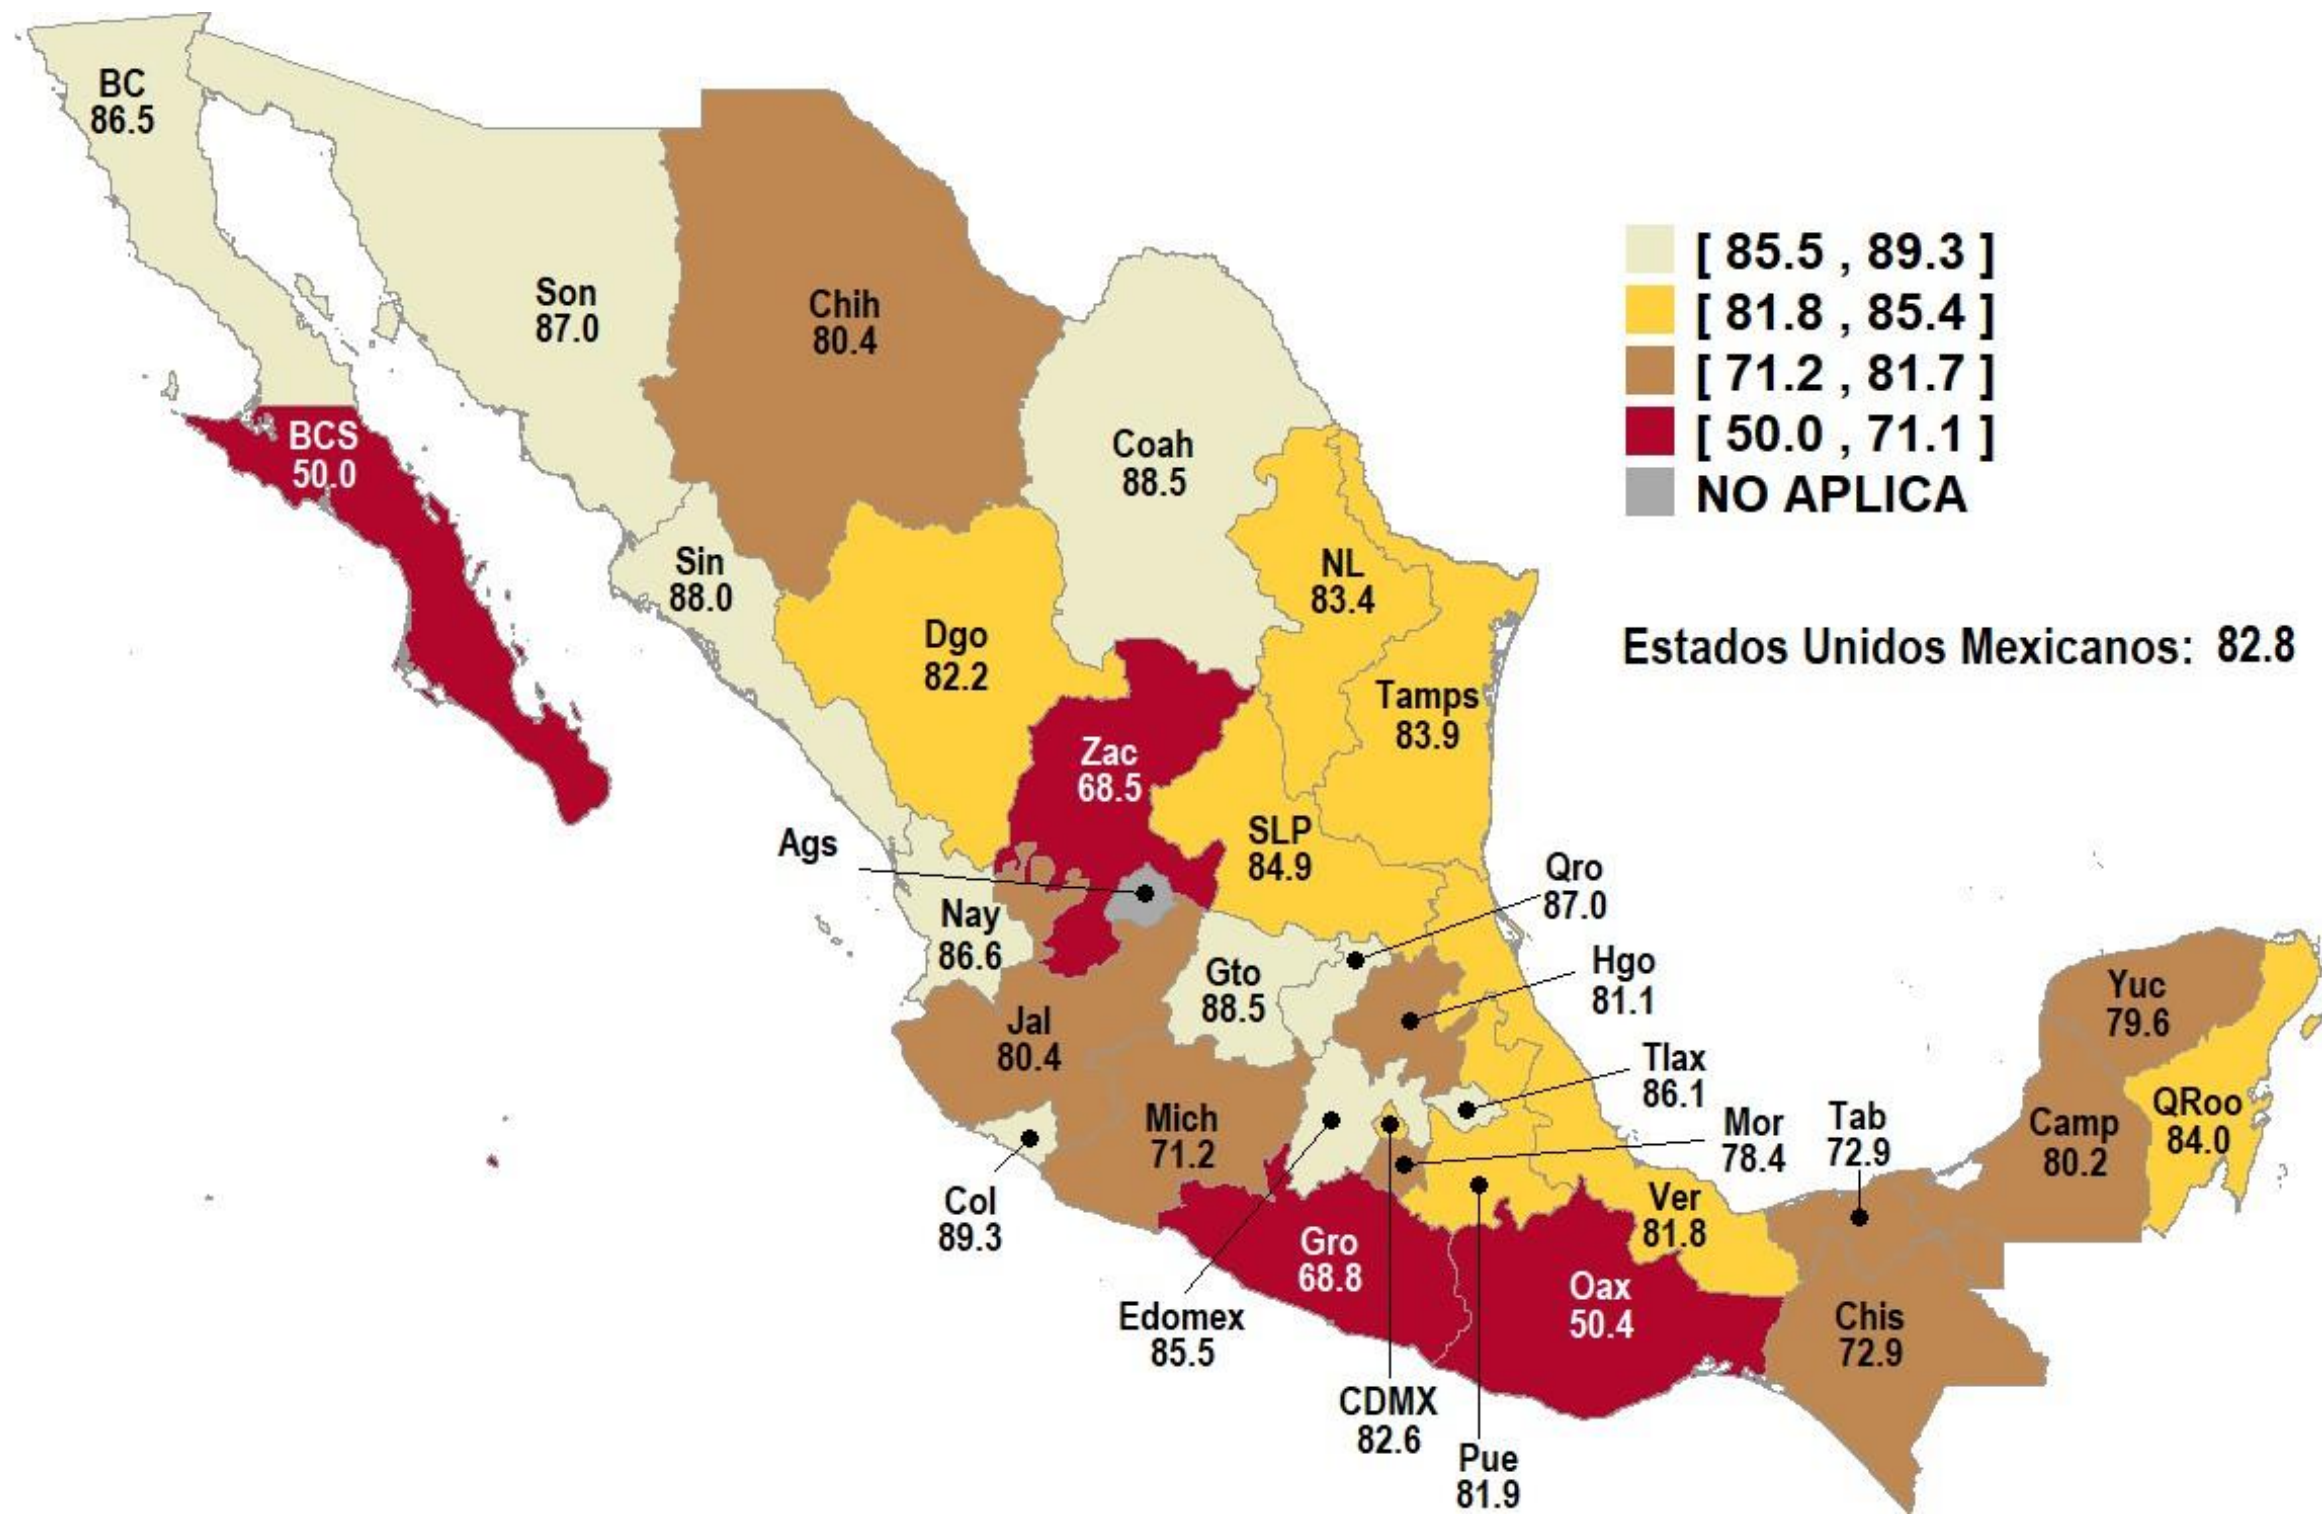 BC
86.5
Son
87.0
Chih
80.4
[ 85.5 , 89.3 ]
[ 81.8 , 85.4 ]
[ 71.2 , 81.7 ]
[ 50.0 , 71.1 ]
NO APLICA
Estados Unidos Mexicanos: 82.8
BCS
50.0
Coah
88.5
Sin
88.0
NL
83.4
Dgo
82.2
Tamps
83.9
Zac
68.5
Ags
SLP
84.9
Qro
87.0
Nay
86.6
Gto
88.5
Hgo
81.1
Jal
80.4
Tlax
86.1
Mich
71.2
Mor
78.4
Tab
72.9
Yuc
79.6
Camp
80.2
QRoo
84.0
Col
89.3
Ver
81.8
Gro
68.8
Oax
50.4
Edomex
85.5
Chis
72.9
CDMX
82.6
Pue
81.9